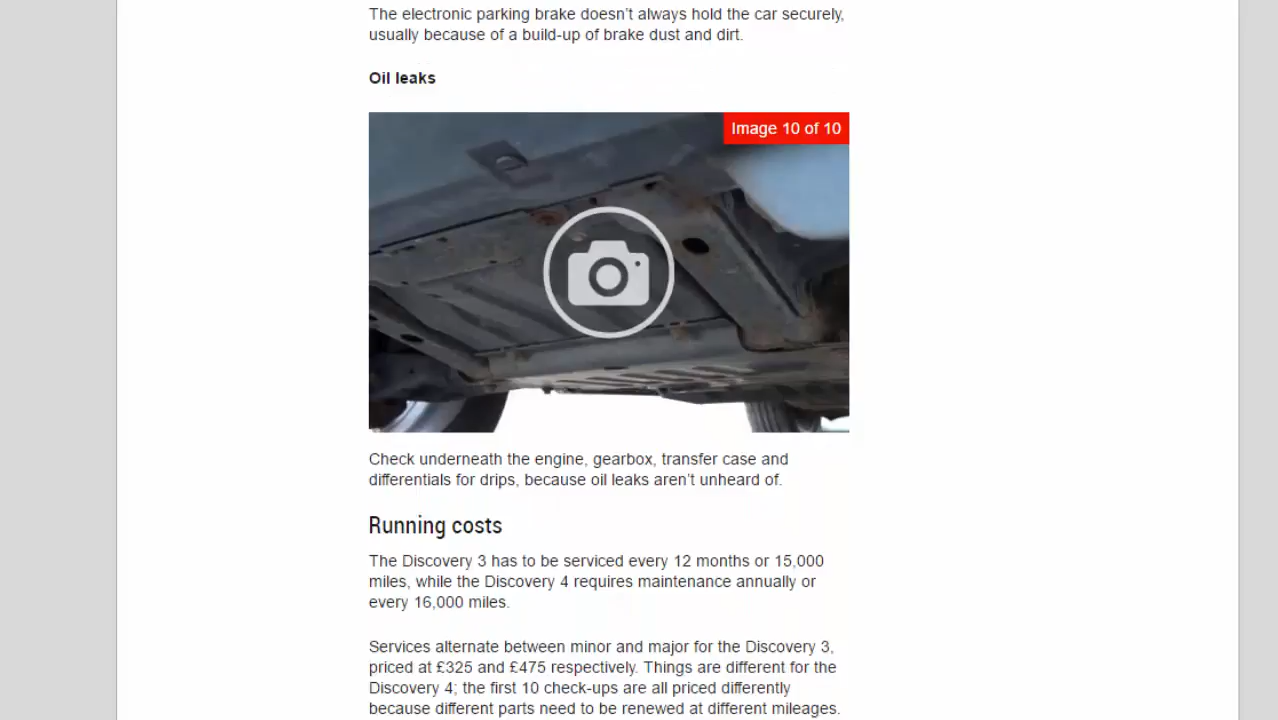 The electronic parking brake doesn’t always hold the car securely,
usually because of a build-up of brake dust and dirt.
Oil leaks
Image 10 of 10
Check underneath the engine, gearbox, transfer case and
differentials for drips, because oil leaks aren’t unheard of.
Running costs
The Discovery 3 has to be serviced every 12 months or 15,000
miles, while the Discovery 4 requires maintenance annually or
every 16,000 miles.
Services alternate between minor and major for the Discovery 3,
priced at £325 and £475 respectively. Things are different for the
Discovery 4; the first 10 check-ups are all priced differently
because different parts need to be renewed at different mileages.